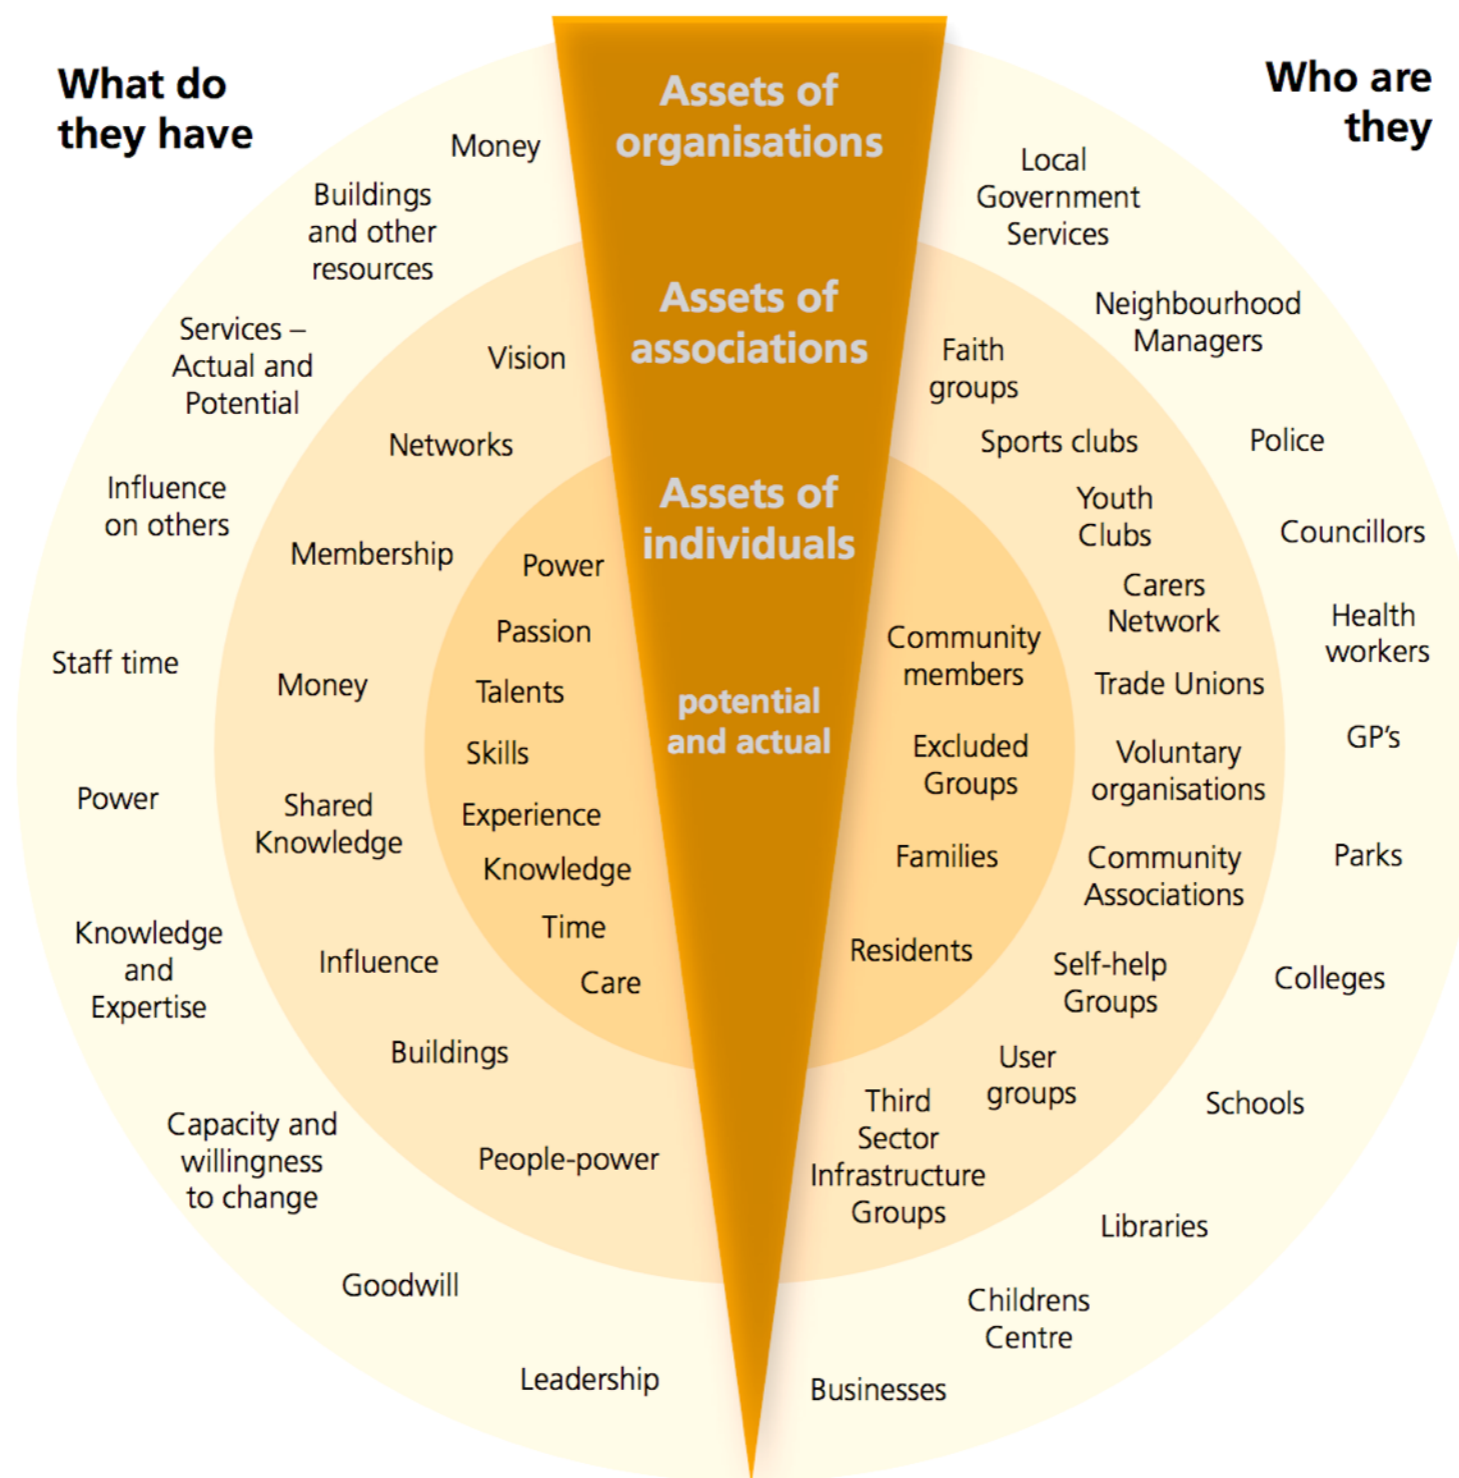 What do
they have
Who are
they
Assets of
organisations
Assets of
associations
Assets of
individuals
potential
and actual
Money
Buildings
and other
resources
Services –
Actual and
Potential
Influence
on others
Staff time
Power
Knowledge
and
Expertise
Capacity and
willingness
to change
Goodwill
Leadership
Vision
Networks
Membership
Money
Shared
Knowledge
Influence
Buildings
People-power
Power
Passion
Talents
Skills
Experience
Knowledge
Time
Care
Community
members
Excluded
Groups
Families
Residents
Faith
groups
Sports clubs
Youth
Clubs
Carers
Network
Trade Unions
Voluntary
organisations
Community
Associations
Self-help
Groups
User
groups
Third
Sector
Infrastructure
Groups
Local
Government
Services
Neighbourhood
Managers
Police
Councillors
Health
workers
GP's
Parks
Colleges
Schools
Libraries
Childrens
Centre
Businesses